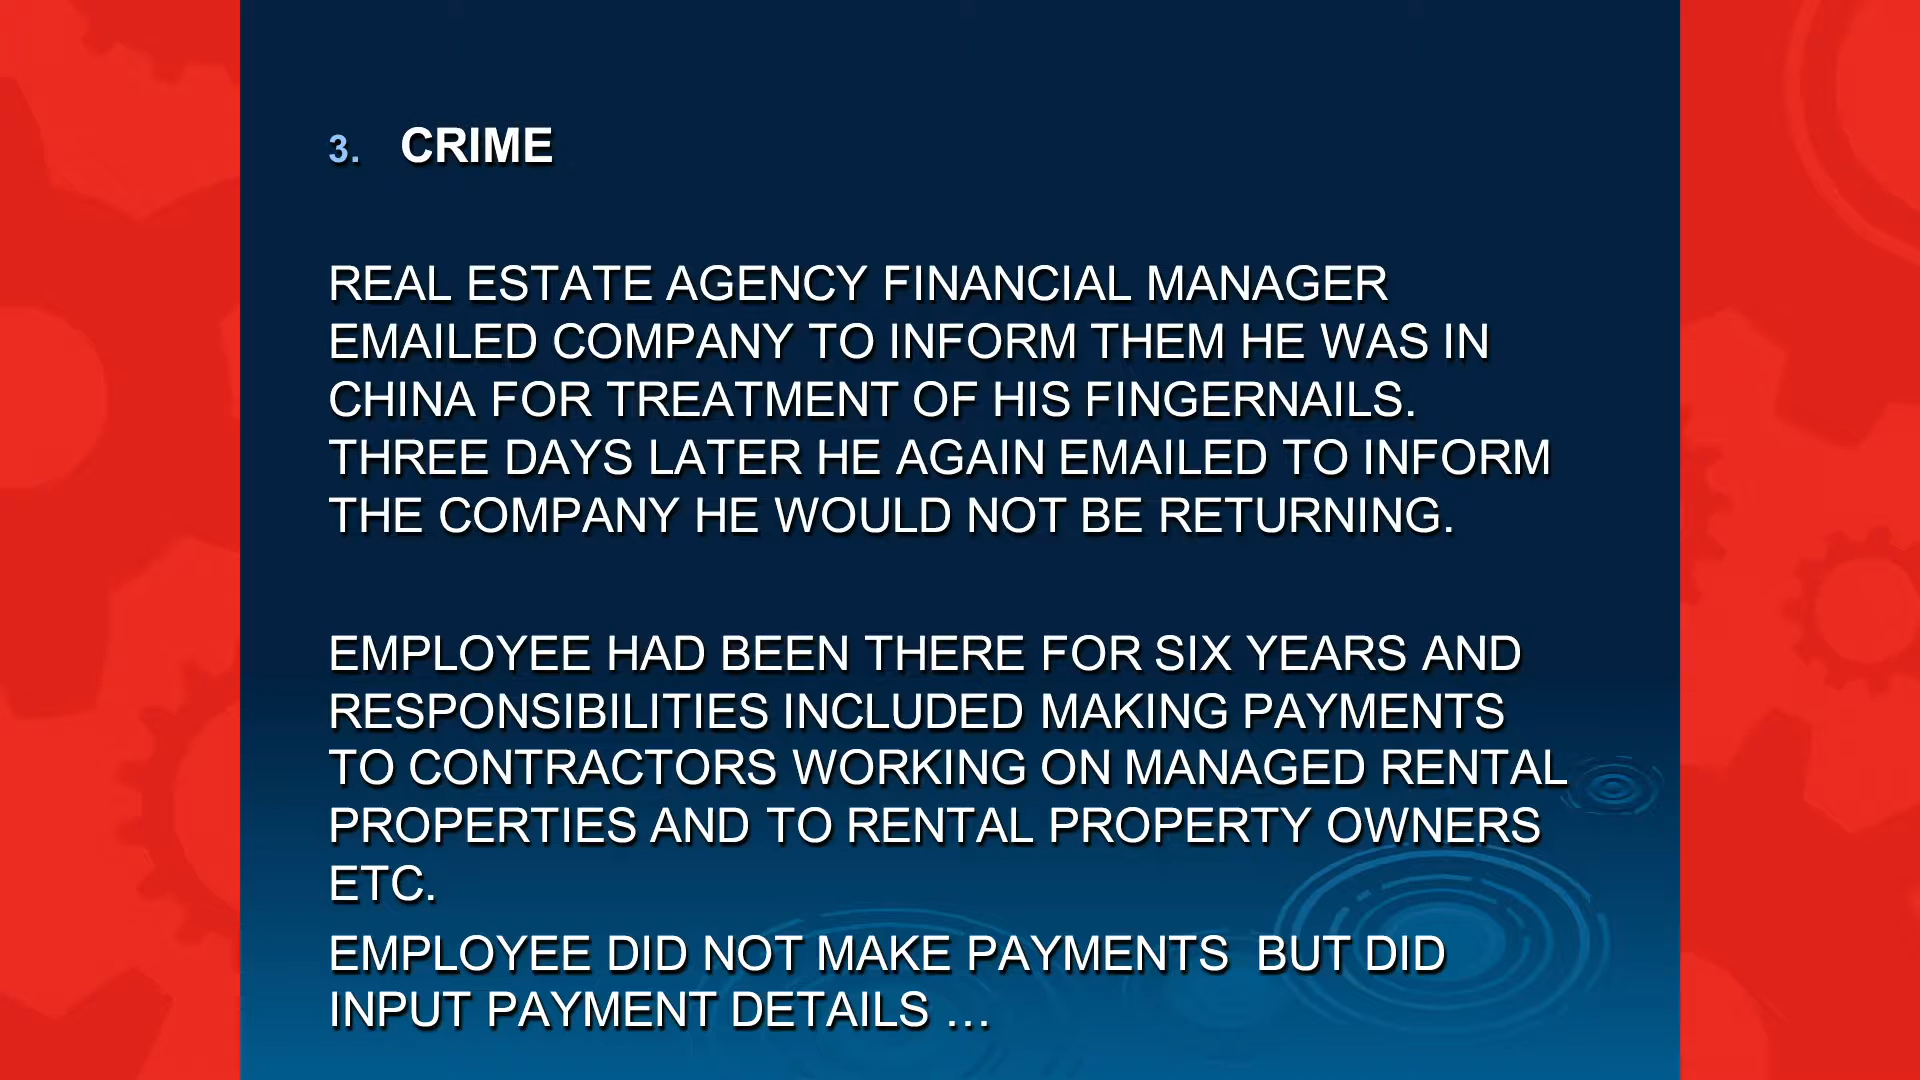 3. CRIME
REAL ESTATE AGENCY FINANCIAL MANAGER
EMAILED COMPANY TO INFORM THEM HE WAS IN
CHINA FOR TREATMENT OF HIS FINGERNAILS.
THREE DAYS LATER HE AGAIN EMAILED TO INFORM
THE COMPANY HE WOULD NOT BE RETURNING.
EMPLOYEE HAD BEEN THERE FOR SIX YEARS AND
RESPONSIBILITIES INCLUDED MAKING PAYMENTS
TO CONTRACTORS WORKING ON MANAGED RENTAL
PROPERTIES AND TO RENTAL PROPERTY OWNERS
ETC.
EMPLOYEE DID NOT MAKE PAYMENTS  BUT DID
INPUT PAYMENT DETAILS …